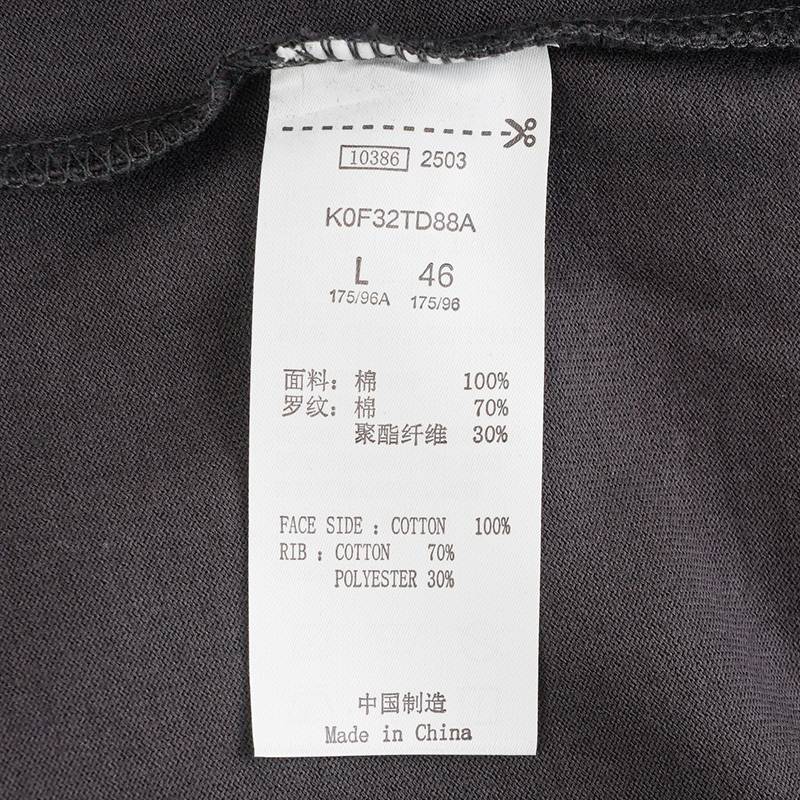 10386 2503
K0F32TD88A
L 46
175/96A 175/96
面料：棉 100%
罗纹：棉 70%
聚酯纤维 30%
FACE SIDE : COTTON 100%
RIB : COTTON 70%
POLYESTER 30%
中国制造
Made in China